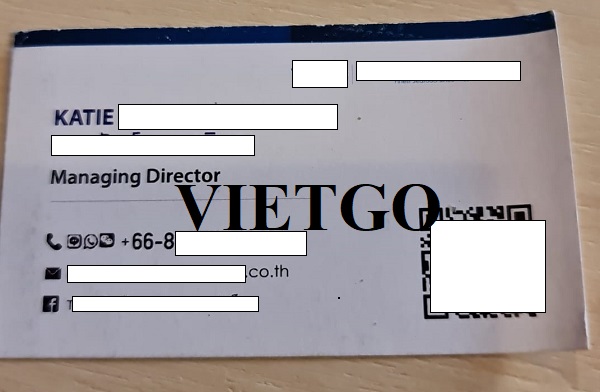 KATIE
Managing Director
VIETGO
+66-8
.co.th